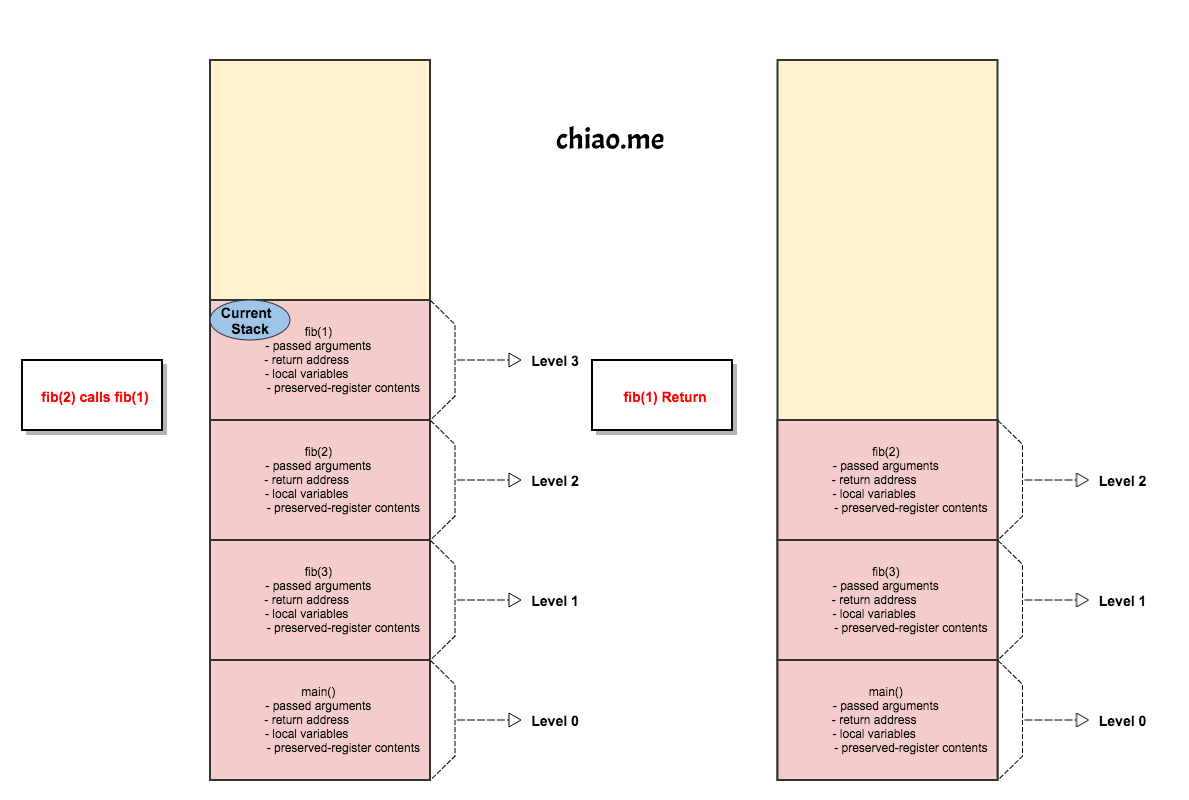 chiao.me
Current
Stack
fib(1)
- passed arguments
- return address
- local variables
- preserved-register contents
Level 3
fib(2) calls fib(1)
fib(2)
- passed arguments
- return address
- local variables
- preserved-register contents
Level 2
fib(3)
- passed arguments
- return address
- local variables
- preserved-register contents
Level 1
main()
- passed arguments
- return address
- local variables
- preserved-register contents
Level 0
fib(1) Return
fib(2)
- passed arguments
- return address
- local variables
- preserved-register contents
Level 2
fib(3)
- passed arguments
- return address
- local variables
- preserved-register contents
Level 1
main()
- passed arguments
- return address
- local variables
- preserved-register contents
Level 0